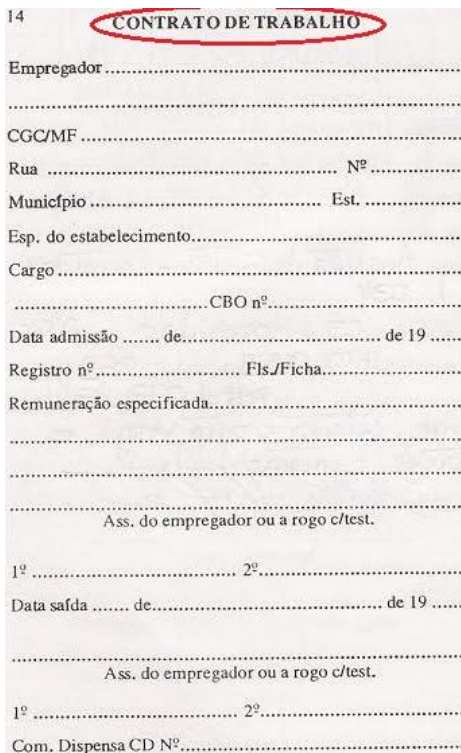 14
CONTRATO DE TRABALHO
Empregador
CGC/MF
Rua Nº
Município Est.
Esp. do estabelecimento
Cargo
CBO nº
Data admissão de de 19
Registro nº Fls./Ficha
Remuneração especificada
Ass. do empregador ou a rogo c/test.
1º 2º
Data saída de de 19
Ass. do empregador ou a rogo c/test.
1º 2º
Com. Dispensa CD Nº